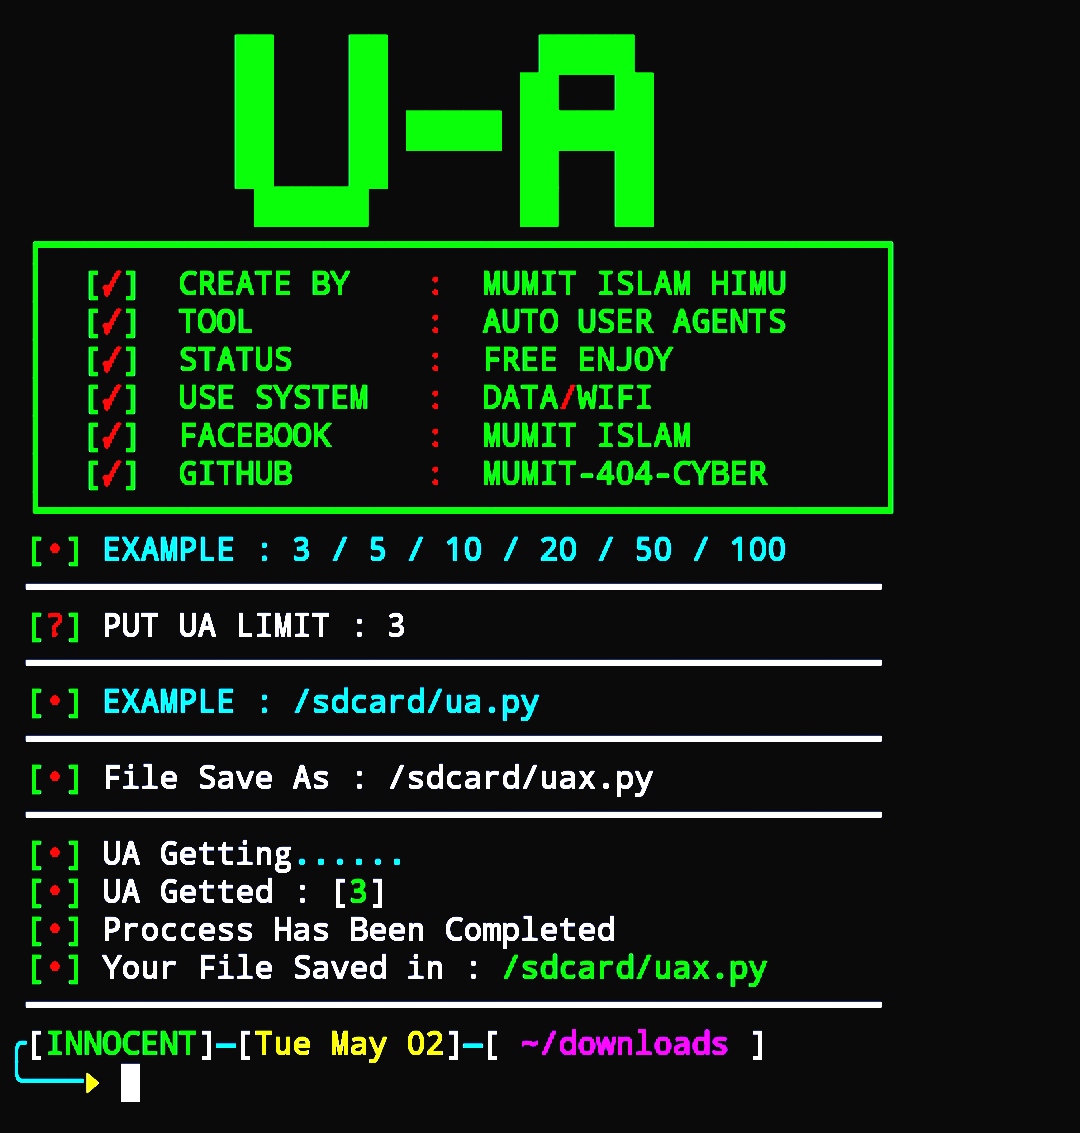 U-A
[✓] CREATE BY : MUMIT ISLAM HIMU
[✓] TOOL : AUTO USER AGENTS
[✓] STATUS : FREE ENJOY
[✓] USE SYSTEM : DATA/WIFI
[✓] FACEBOOK : MUMIT ISLAM
[✓] GITHUB : MUMIT-404-CYBER
[•] EXAMPLE : 3 / 5 / 10 / 20 / 50 / 100
[?] PUT UA LIMIT : 3
[•] EXAMPLE : /sdcard/ua.py
[•] File Save As : /sdcard/uax.py
[•] UA Getting......
[•] UA Getted : [3]
[•] Proccess Has Been Completed
[•] Your File Saved in : /sdcard/uax.py
[INNOCENT]—[Tue May 02]—[ ~/downloads ]